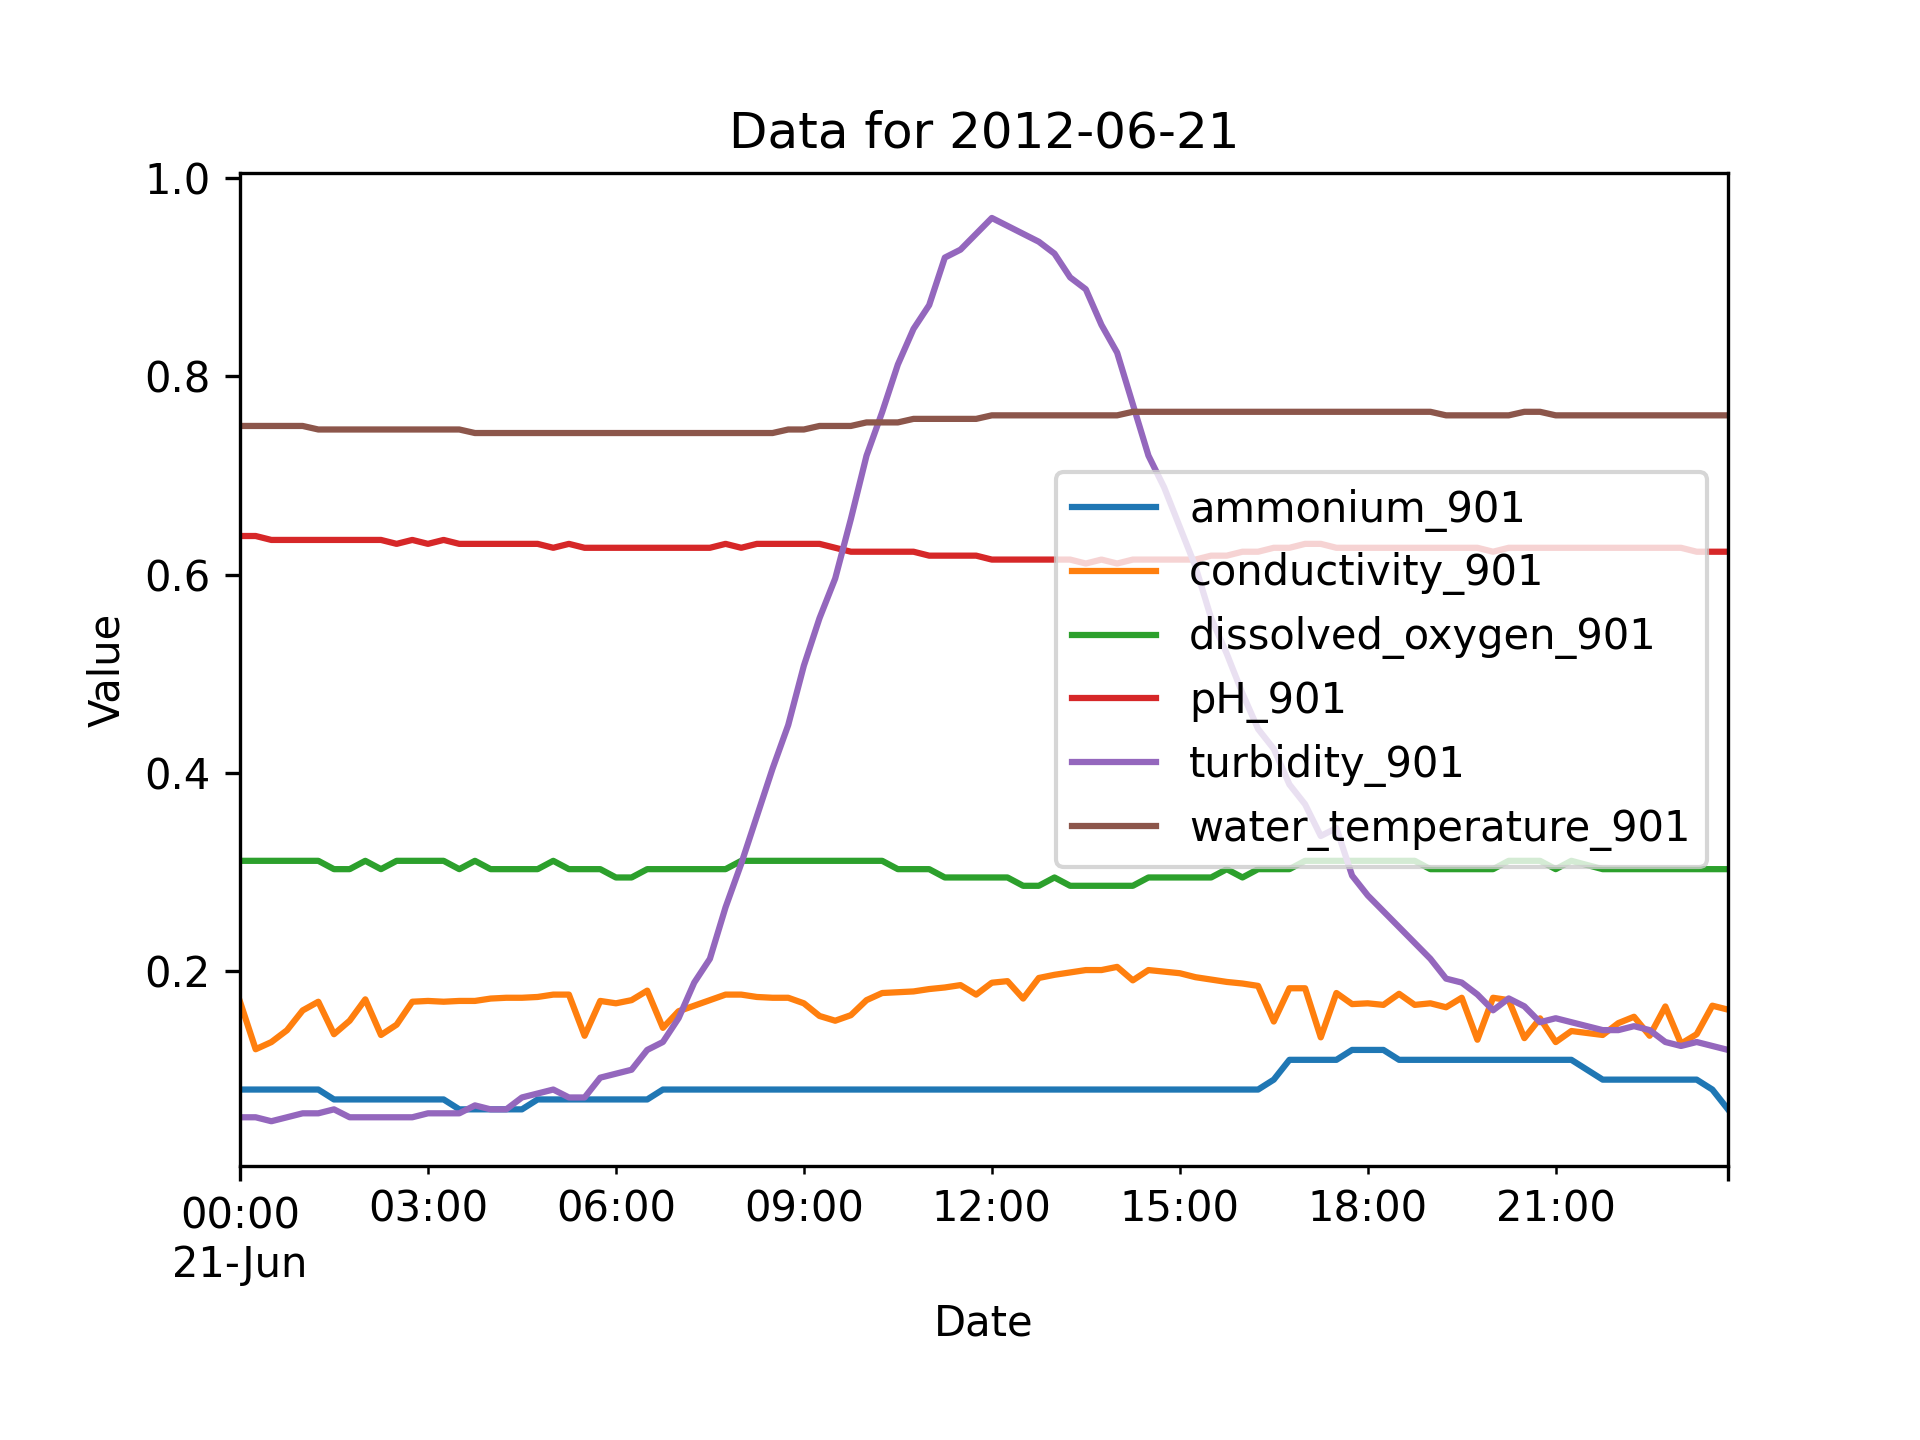 Data for 2012-06-21
1.0
0.8
0.6
0.4
0.2
Value
ammonium_901
conductivity_901
dissolved_oxygen_901
pH_901
turbidity_901
water_temperature_901
00:00 03:00 06:00 09:00 12:00 15:00 18:00 21:00
21-Jun
Date